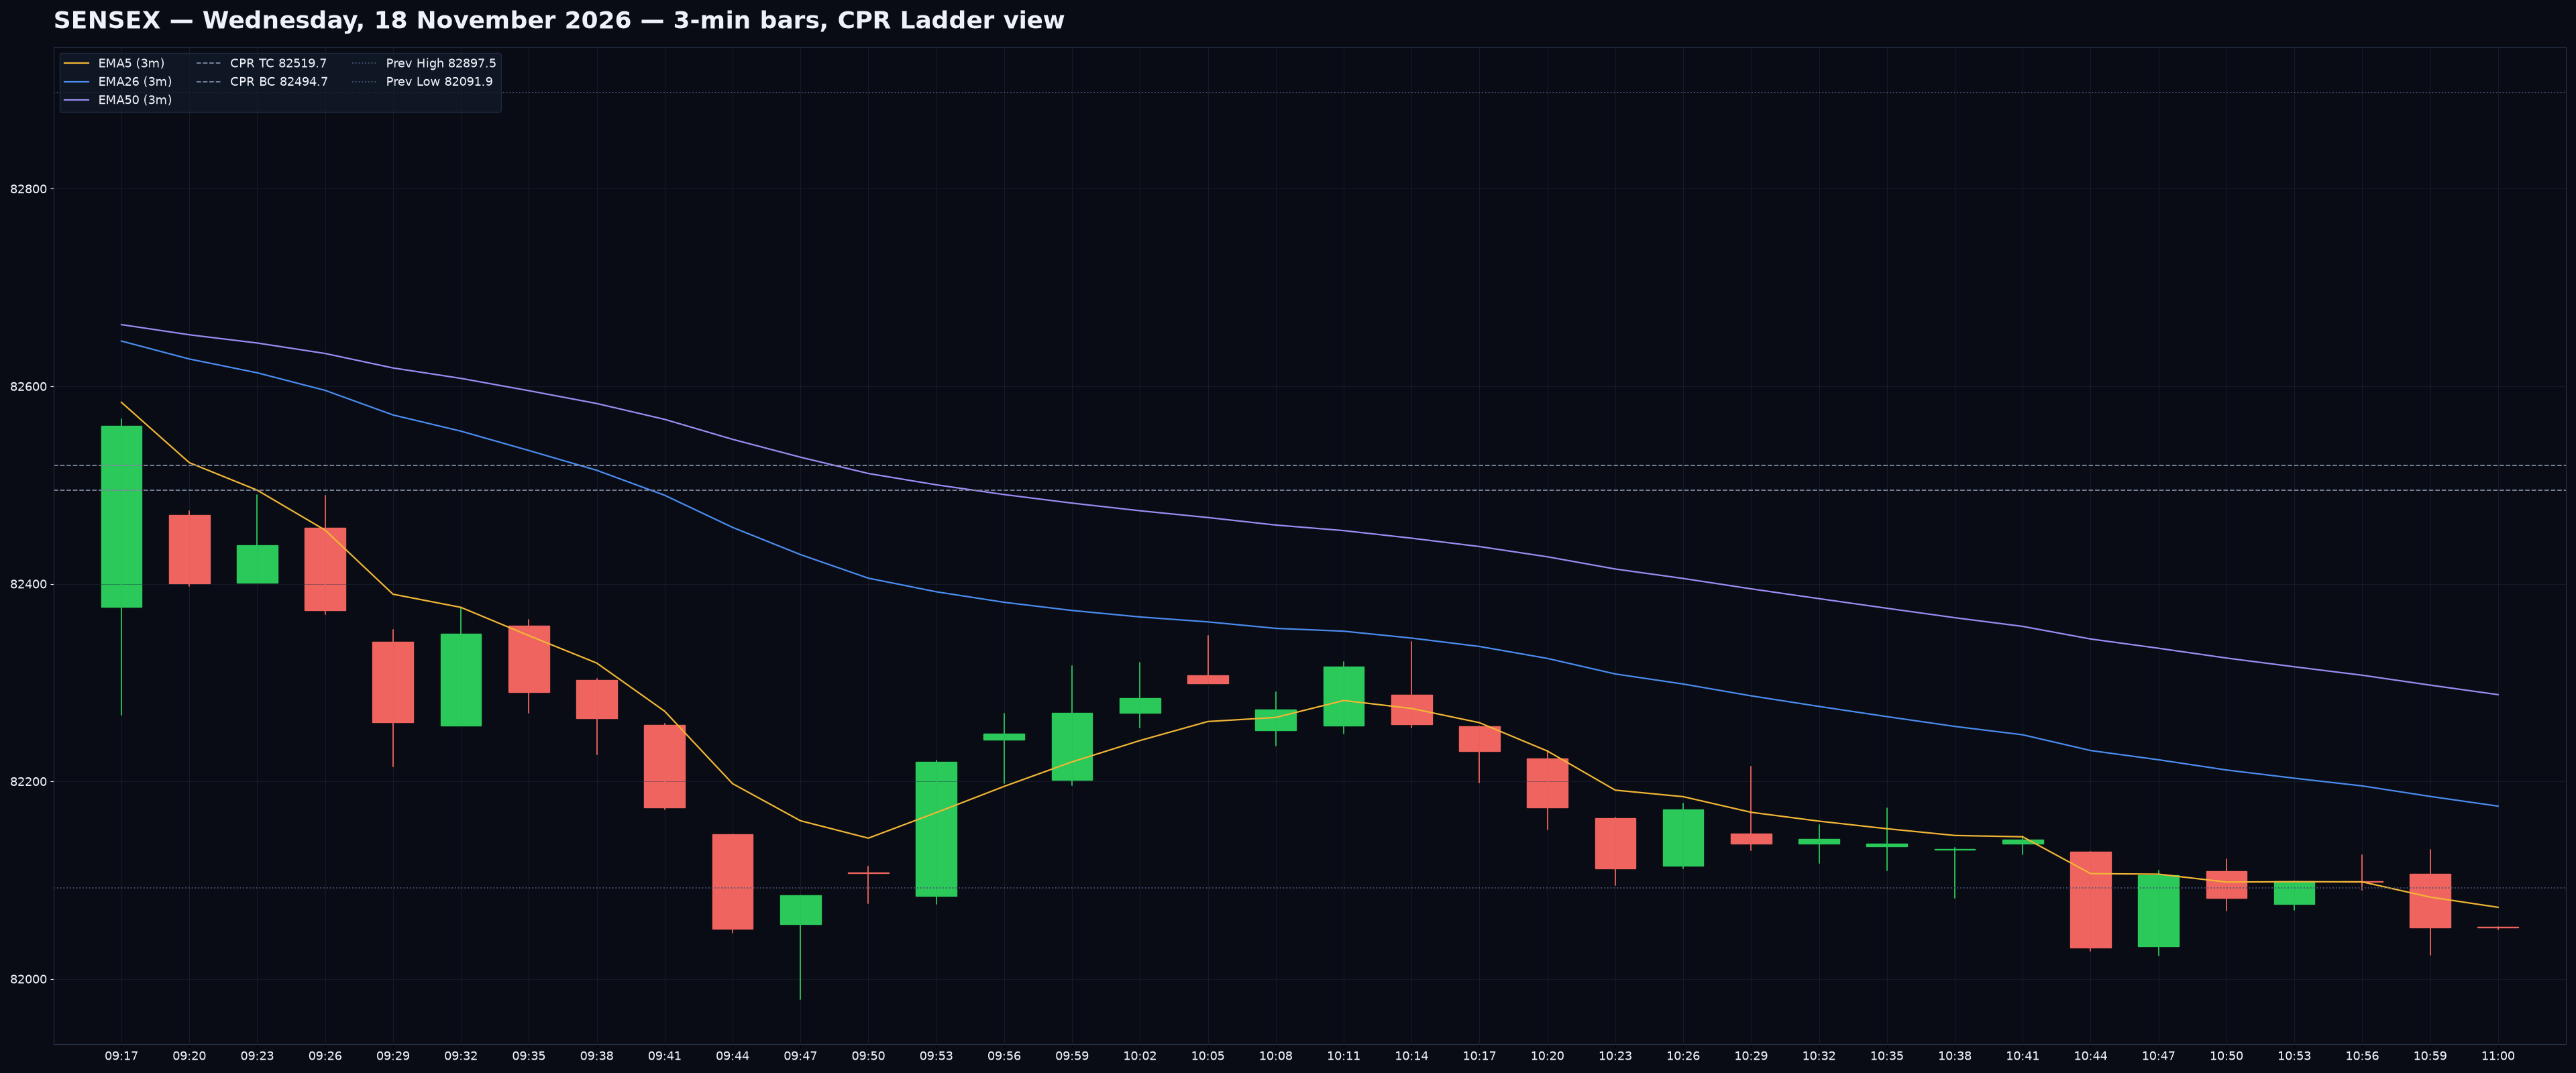 SENSEX — Wednesday, 18 November 2026 — 3-min bars, CPR Ladder view
EMA5 (3m) CPR TC 82519.7 Prev High 82897.5
EMA26 (3m) CPR BC 82494.7 Prev Low 82091.9
EMA50 (3m)
82800
82600
82400
82200
82000
09:17 09:20 09:23 09:26 09:29 09:32 09:35 09:38 09:41 09:44 09:47 09:50 09:53 09:56 09:59 10:02 10:05 10:08 10:11 10:14 10:17 10:20 10:23 10:26 10:29 10:32 10:35 10:38 10:41 10:44 10:47 10:50 10:53 10:56 10:59 11:00